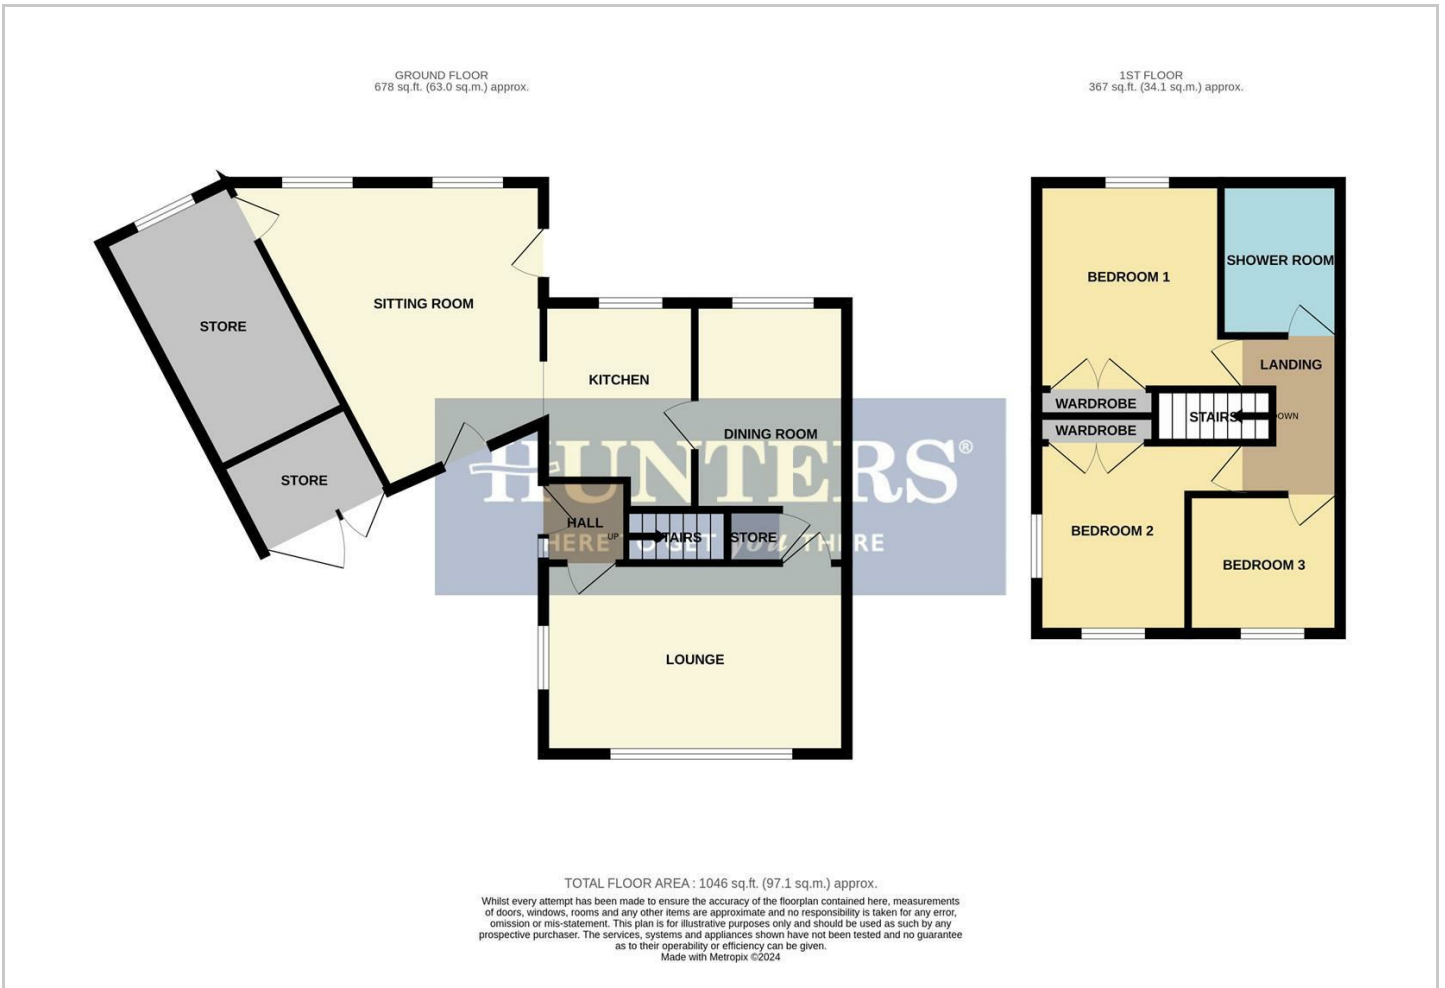 GROUND FLOOR
678 sq.ft. (63.0 sq.m.) approx.
1ST FLOOR
367 sq.ft. (34.1 sq.m.) approx.
STORE
SITTING ROOM
STORE
KITCHEN
DINING ROOM
HALL
UP
STAIRS
STORE
LOUNGE
HUNTERS®
HERE TO GET you THERE
BEDROOM 1
SHOWER ROOM
LANDING
WARDROBE
WARDROBE
STAIRS
DOWN
BEDROOM 2
BEDROOM 3
TOTAL FLOOR AREA : 1046 sq.ft. (97.1 sq.m.) approx.
Whilst every attempt has been made to ensure the accuracy of the floorplan contained here, measurements
of doors, windows, rooms and any other items are approximate and no responsibility is taken for any error,
omission or mis-statement. This plan is for illustrative purposes only and should be used as such by any
prospective purchaser. The services, systems and appliances shown have not been tested and no guarantee
as to their operability or efficiency can be given.
Made with Metropix ©2024